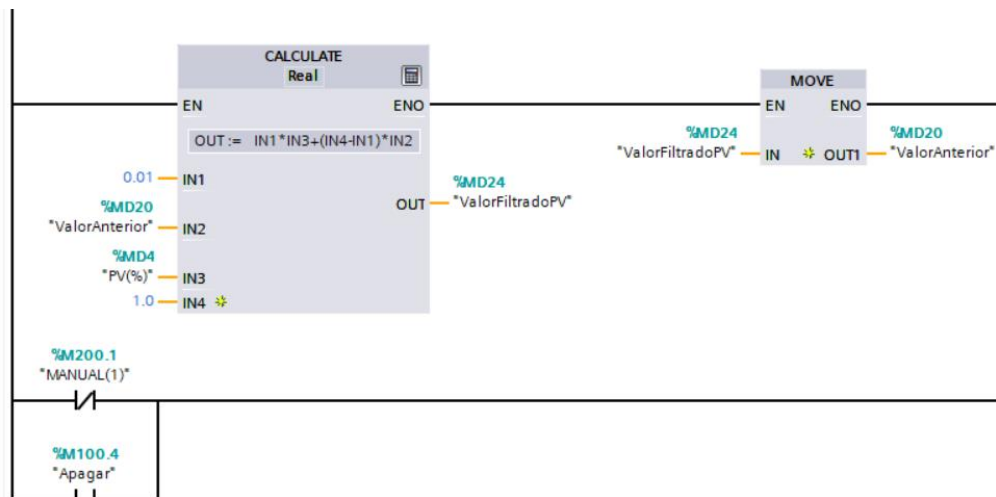 CALCULATE
Real
EN ENO
OUT := IN1*IN3+(IN4-IN1)*IN2
0.01 IN1
%MD20
"ValorAnterior" IN2
%MD4
"PV(%)" IN3
1.0 IN4
%MD24
OUT "ValorFiltradoPV"
MOVE
EN ENO
%MD24
"ValorFiltradoPV" IN
%MD20
OUT1 "ValorAnterior"
%M200.1
"MANUAL(1)"
%M100.4
"Apagar"